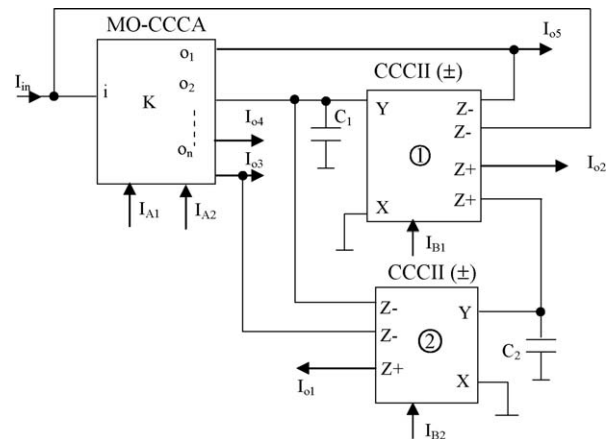 MO-CCCA
I_in
i
K
o_1
o_2
o_n
I_o5
I_o4
I_o3
I_A1
I_A2
C_1
CCCII (±)
Y
X
①
Z-
Z-
Z+
Z+
I_o2
I_B1
CCCII (±)
Z-
Z-
Z+
②
Y
X
C_2
I_o1
I_B2